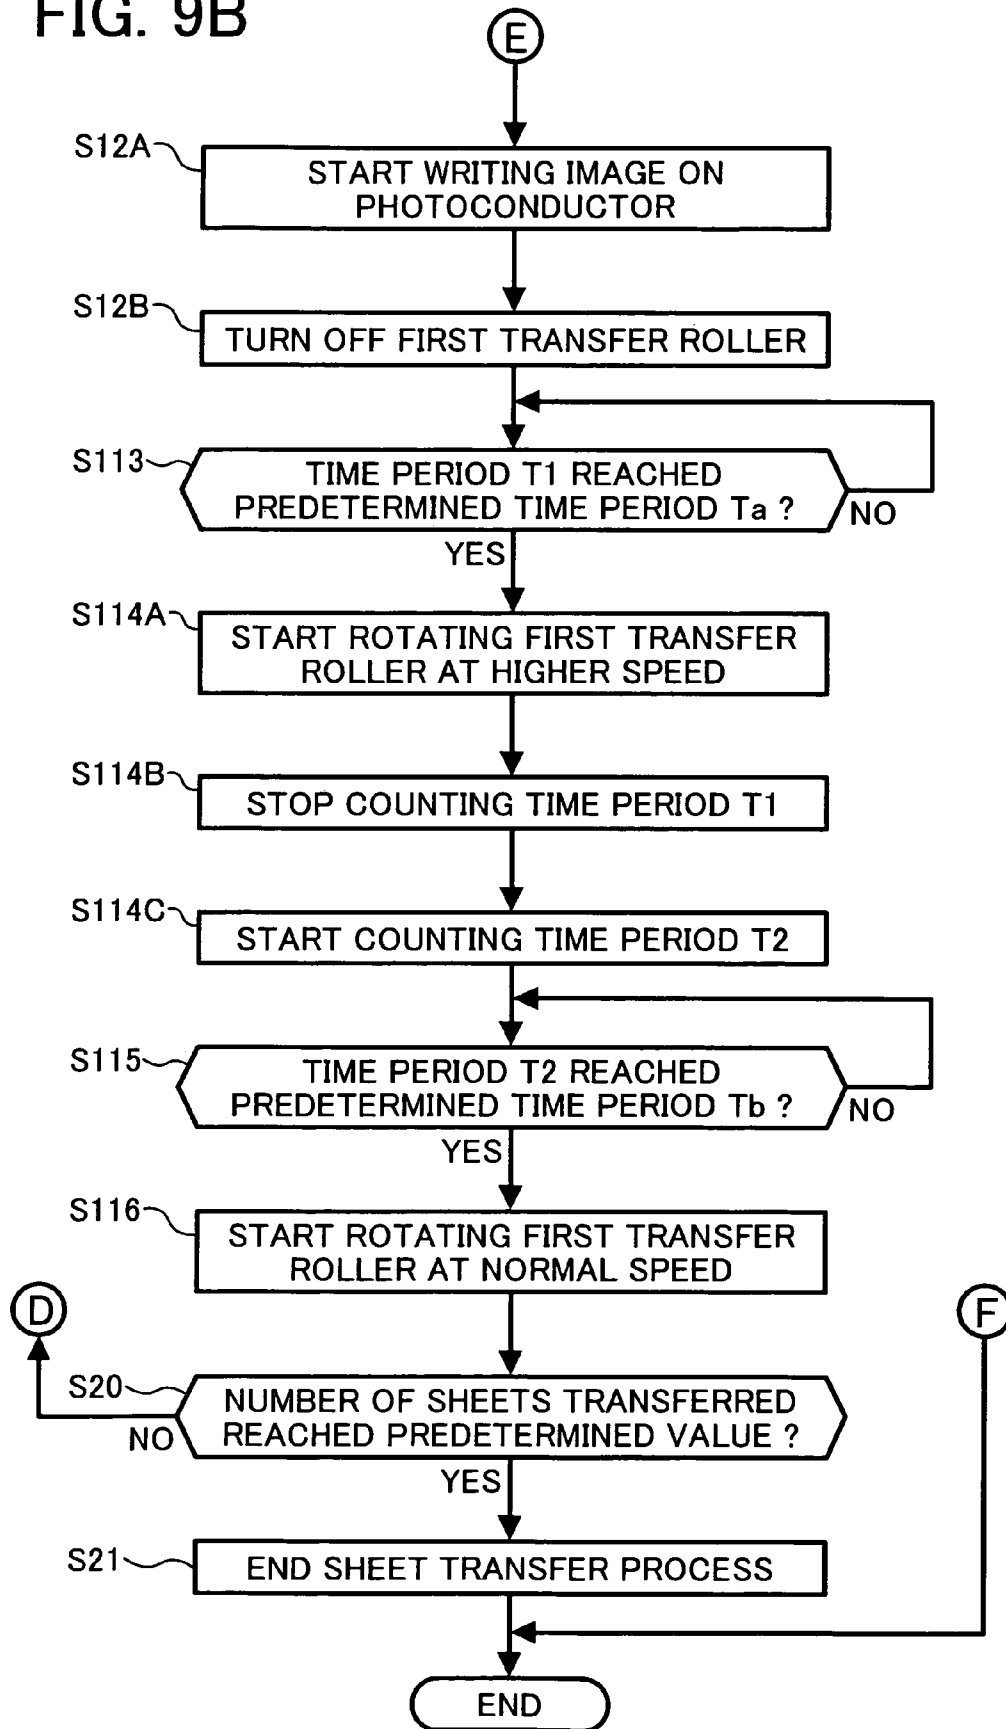 FIG. 9B
E
S12A
START WRITING IMAGE ON
PHOTOCONDUCTOR
S12B
TURN OFF FIRST TRANSFER ROLLER
S113
TIME PERIOD T1 REACHED
PREDETERMINED TIME PERIOD Ta ?
NO
YES
S114A
START ROTATING FIRST TRANSFER
ROLLER AT HIGHER SPEED
S114B
STOP COUNTING TIME PERIOD T1
S114C
START COUNTING TIME PERIOD T2
S115
TIME PERIOD T2 REACHED
PREDETERMINED TIME PERIOD Tb ?
NO
YES
S116
START ROTATING FIRST TRANSFER
ROLLER AT NORMAL SPEED
D
F
S20
NUMBER OF SHEETS TRANSFERRED
REACHED PREDETERMINED VALUE ?
NO
YES
S21
END SHEET TRANSFER PROCESS
END